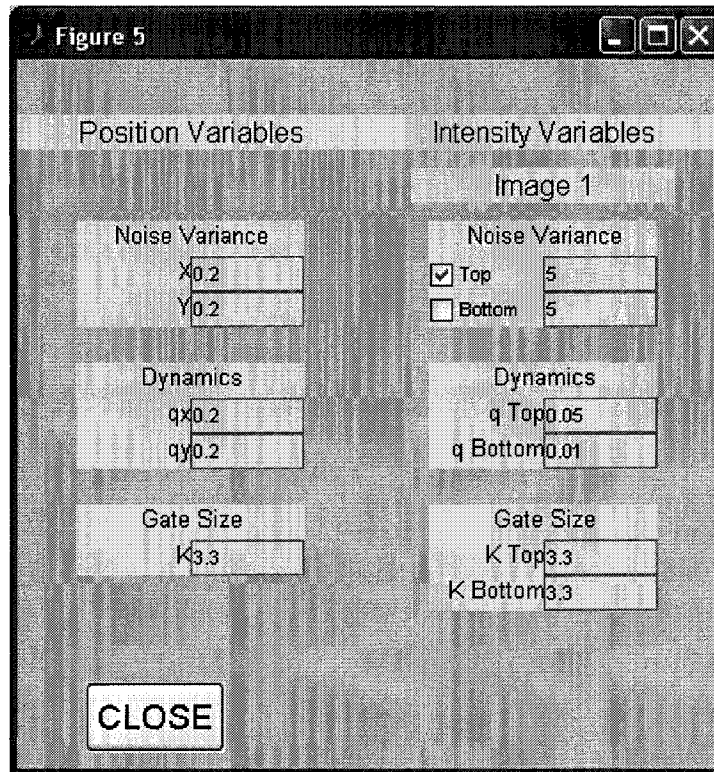 Figure 5
Position Variables
Intensity Variables
Image 1
Noise Variance
X 0.2
Y 0.2
Noise Variance
Top 5
Bottom 5
Dynamics
qx 0.2
qy 0.2
Dynamics
q Top 0.05
q Bottom 0.01
Gate Size
K 3.3
Gate Size
K Top 3.3
K Bottom 3.3
CLOSE